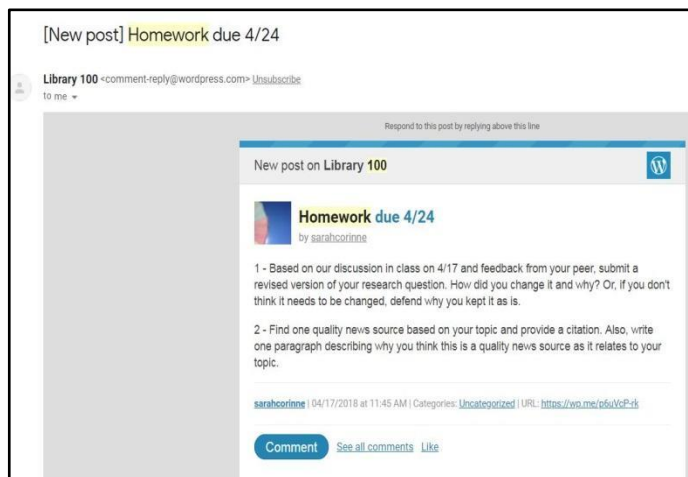 [New post] Homework due 4/24
Library 100 <comment-reply@wordpress.com> Unsubscribe
to me
Respond to this post by replying above this line
New post on Library 100
Homework due 4/24
by sarahcorinne
1 - Based on our discussion in class on 4/17 and feedback from your peer, submit a
revised version of your research question. How did you change it and why? Or, if you don't
think it needs to be changed, defend why you kept it as is.
2 - Find one quality news source based on your topic and provide a citation. Also, write
one paragraph describing why you think this is a quality news source as it relates to your
topic.
sarahcorinne | 04/17/2018 at 11:45 AM | Categories: Uncategorized | URL: https://wp.me/p6uVcP-rk
Comment See all comments Like